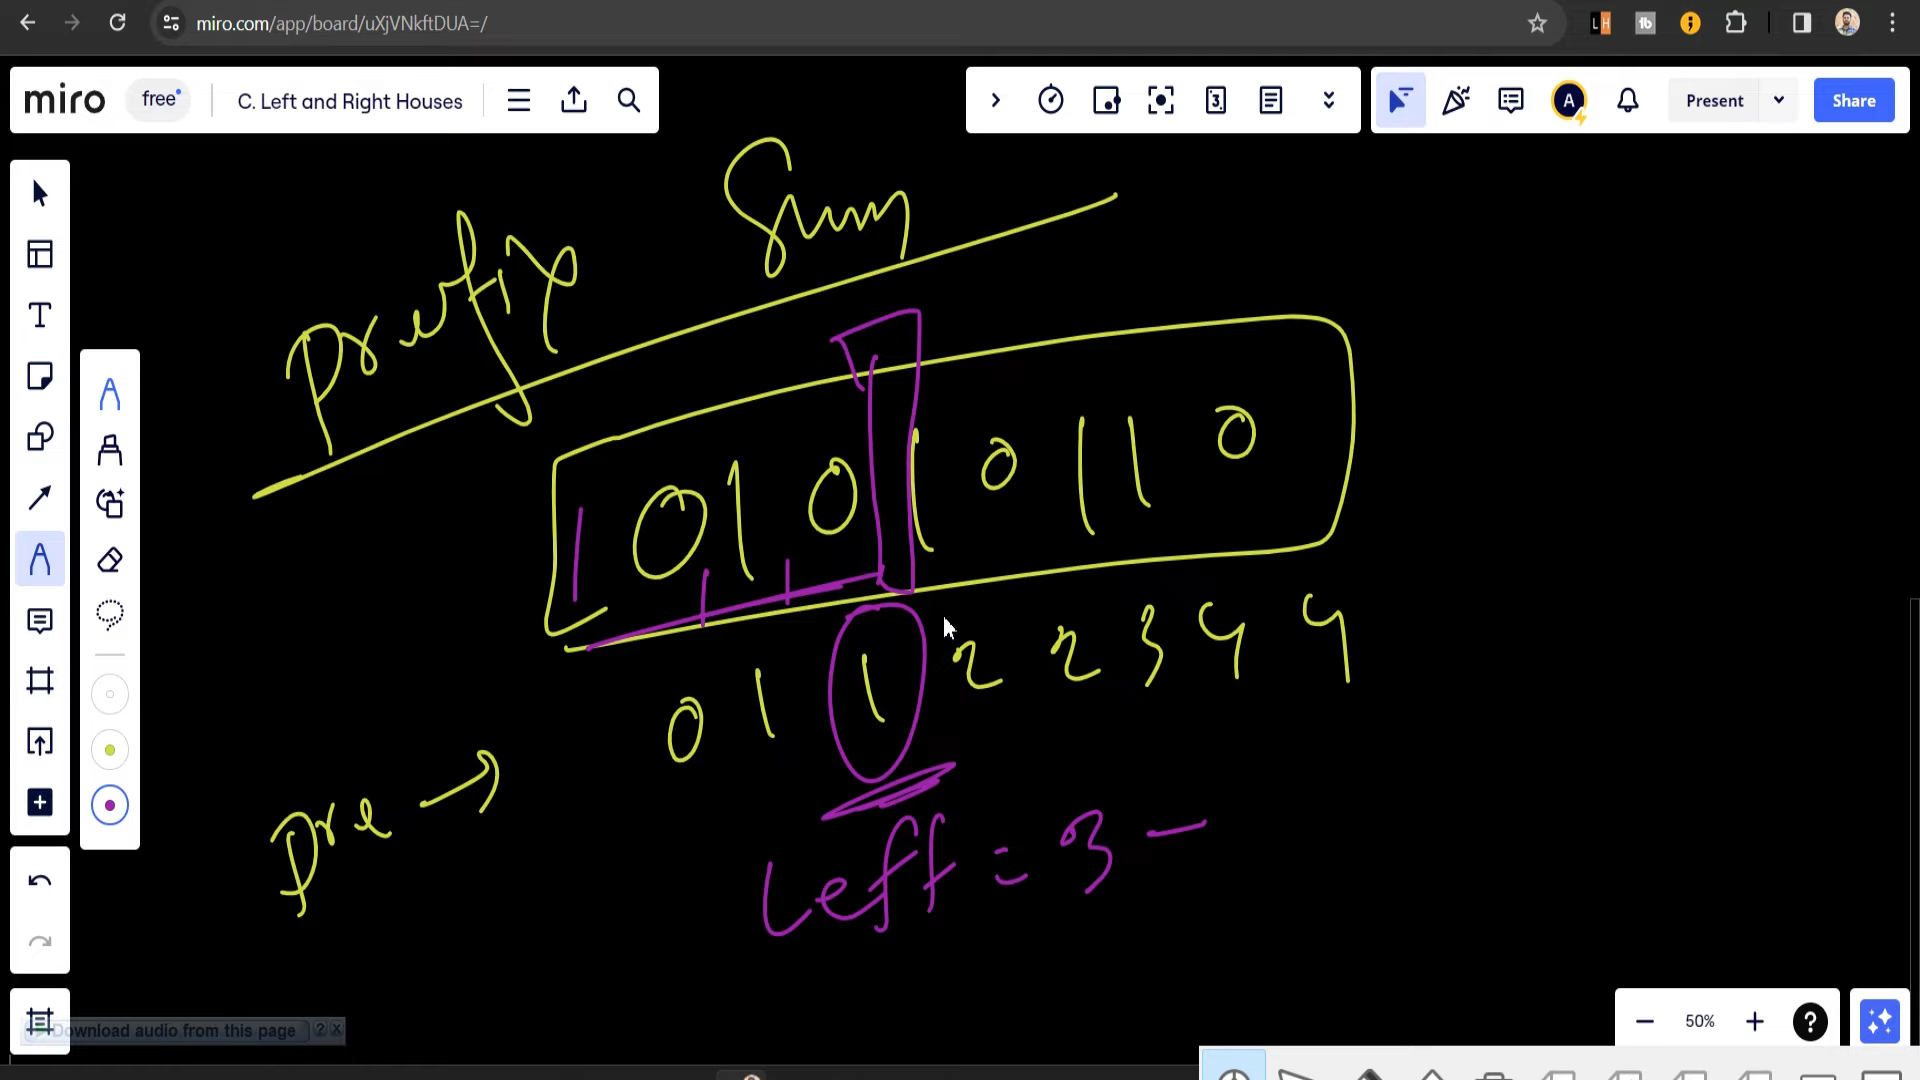 miro.com/app/board/uXjVNkftDUA=/
miro free C. Left and Right Houses
Present Share
Prefix Sum
0 1 0 1 0 1 1 0
Pre → 0 1 1 2 2 3 4 4
Left = 3 -
Download audio from this page ? x
50%